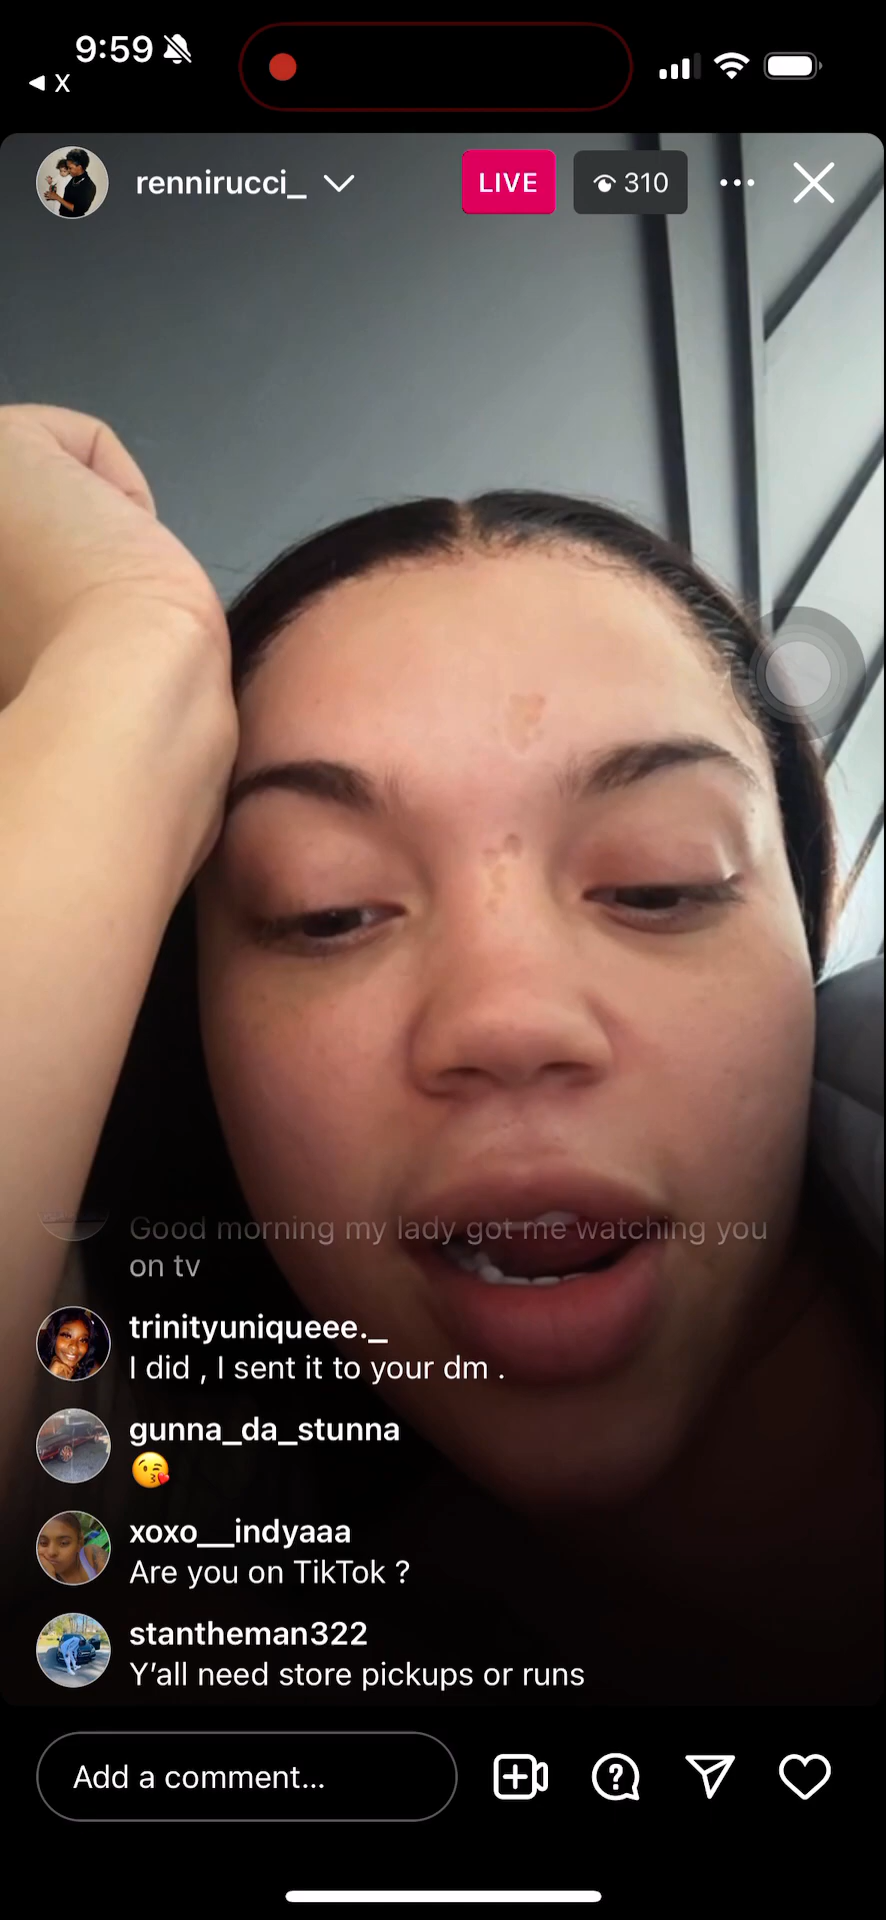 9:59
X
rennirucci_
LIVE
310
Good morning my lady got me watching you
on tv
trinityuniqueee._
I did , I sent it to your dm .
gunna_da_stunna
😘
xoxo__indyaaa
Are you on TikTok ?
stantheman322
Y’all need store pickups or runs
Add a comment...